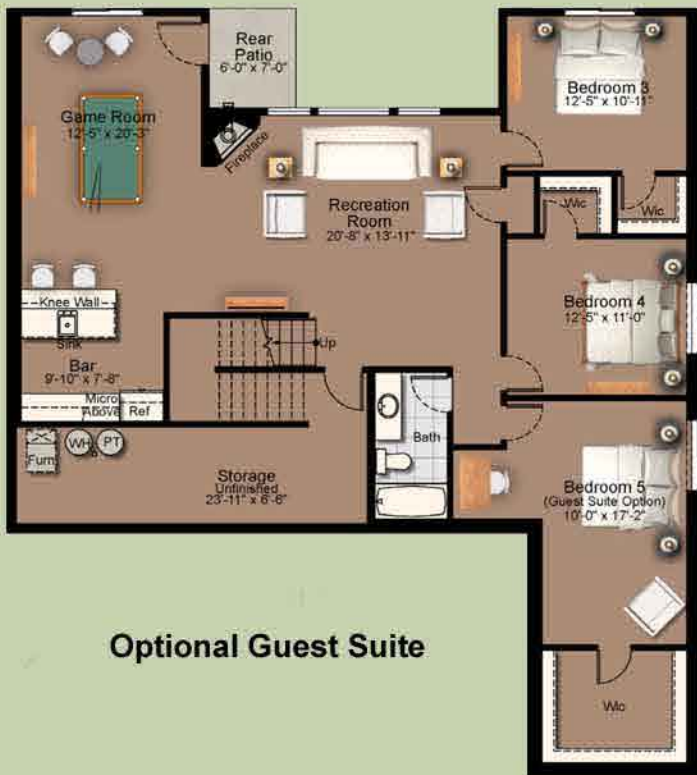 Rear
Patio
6'-0" x 7'-0"
Bedroom 3
12'-5" x 10'-11"
Game Room
12'-5" x 20'-3"
Fireplace
Recreation
Room
20'-8" x 13'-11"
Wic
Wic
Knee Wall
Sink
Up
Bedroom 4
12'-5" x 11'-0"
Bar
9'-10" x 7'-8"
Micro
Above
Ref
Furn
WH
PT
Bath
Storage
Unfinished
23'-11" x 6'-6"
Bedroom 5
(Guest Suite Option)
10'-0" x 17'-2"
Optional Guest Suite
Wic